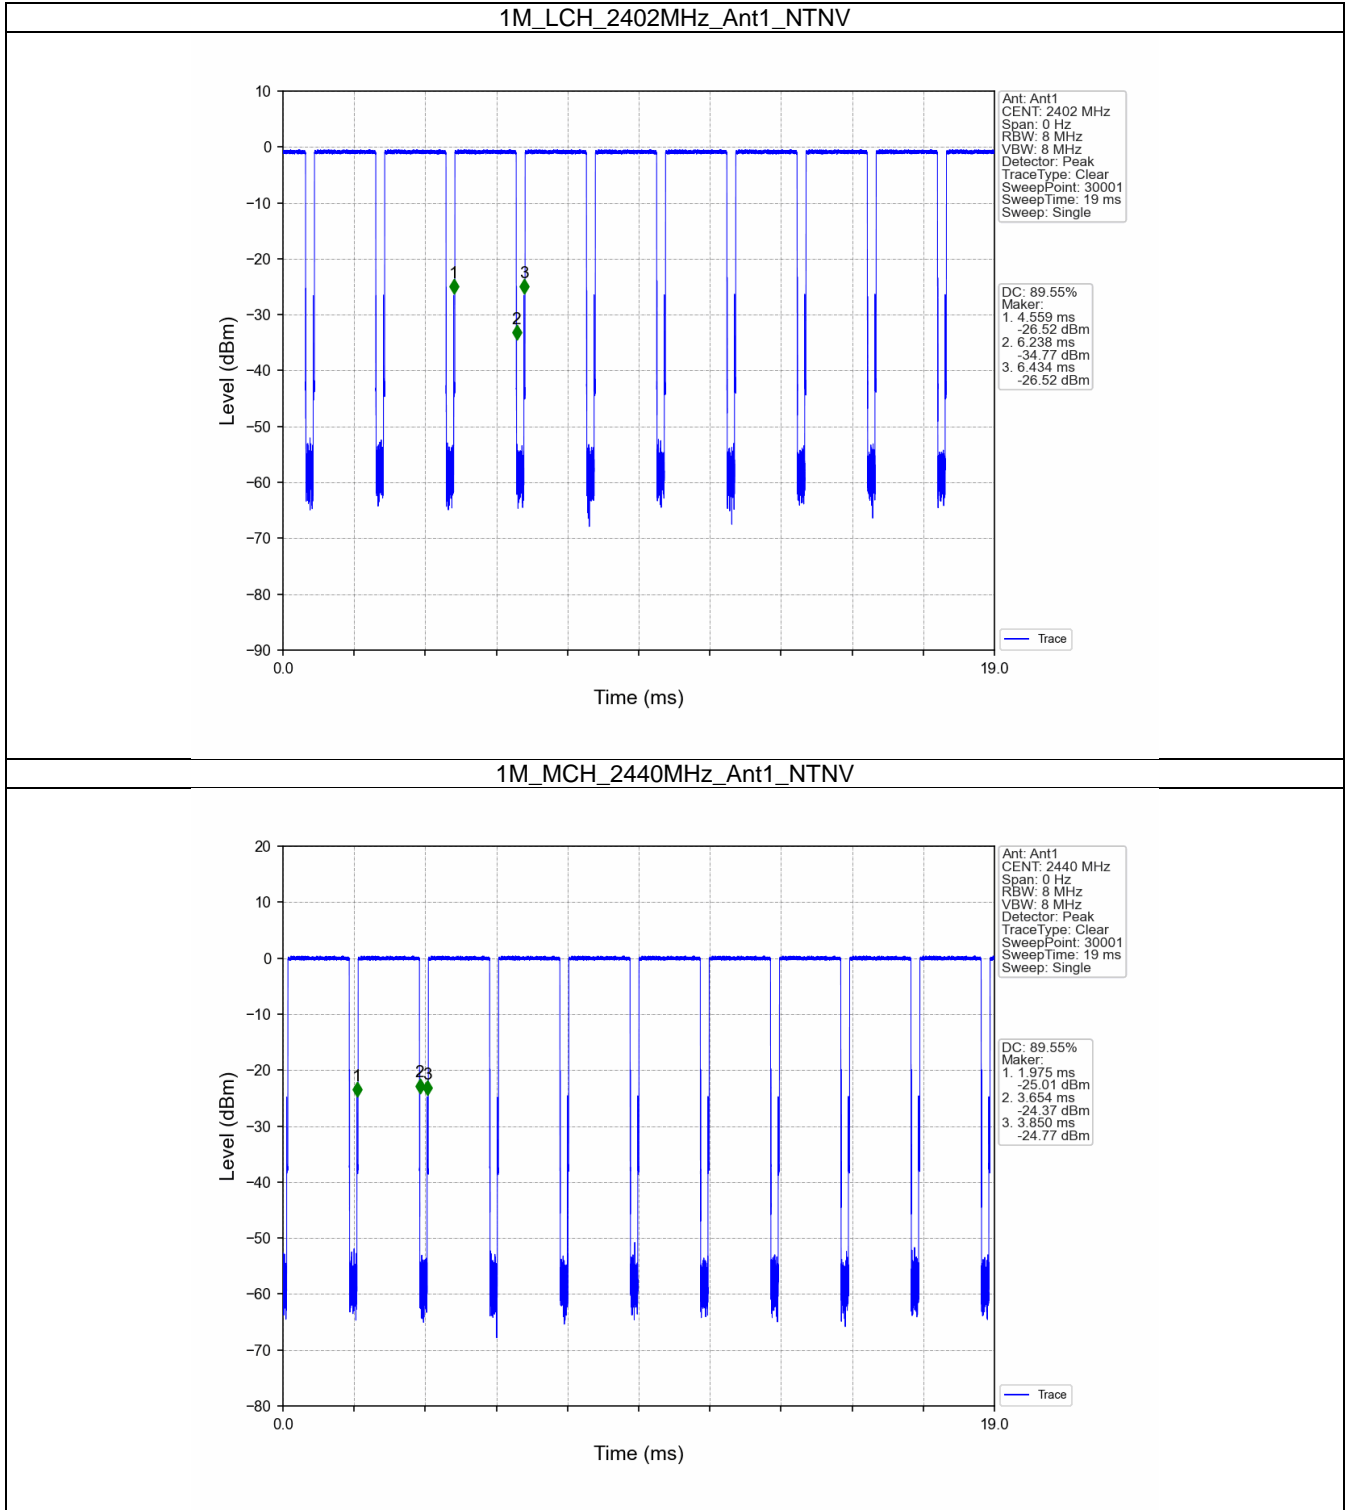 1M_LCH_2402MHz_Ant1_NTNV
10
0
−10
−20
−30
−40
−50
−60
−70
−80
−90
Level (dBm)
1
2
3
0.0
19.0
Time (ms)
Ant: Ant1
CENT: 2402 MHz
Span: 0 Hz
RBW: 8 MHz
VBW: 8 MHz
Detector: Peak
TraceType: Clear
SweepPoint: 30001
SweepTime: 19 ms
Sweep: Single
DC: 89.55%
Maker:
1. 4.559 ms
-26.52 dBm
2. 6.238 ms
-34.77 dBm
3. 6.434 ms
-26.52 dBm
Trace
1M_MCH_2440MHz_Ant1_NTNV
20
10
0
−10
−20
−30
−40
−50
−60
−70
−80
Level (dBm)
1
2
3
0.0
19.0
Time (ms)
Ant: Ant1
CENT: 2440 MHz
Span: 0 Hz
RBW: 8 MHz
VBW: 8 MHz
Detector: Peak
TraceType: Clear
SweepPoint: 30001
SweepTime: 19 ms
Sweep: Single
DC: 89.55%
Maker:
1. 1.975 ms
-25.01 dBm
2. 3.654 ms
-24.37 dBm
3. 3.850 ms
-24.77 dBm
Trace